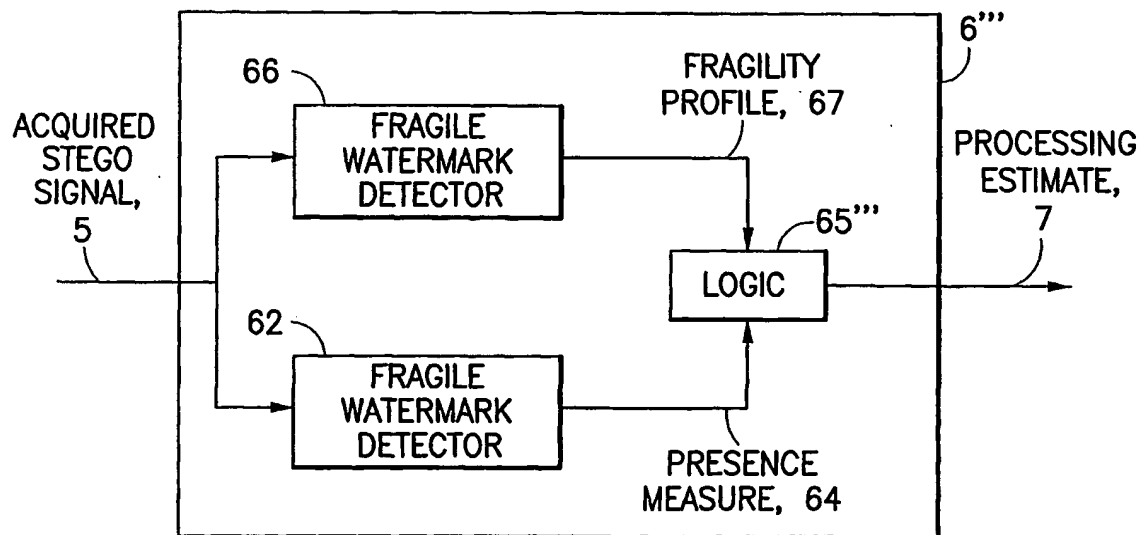 6'''
66
FRAGILITY
PROFILE, 67
ACQUIRED
STEGO
SIGNAL,
5
FRAGILE
WATERMARK
DETECTOR
PROCESSING
ESTIMATE,
7
65'''
LOGIC
62
FRAGILE
WATERMARK
DETECTOR
PRESENCE
MEASURE, 64